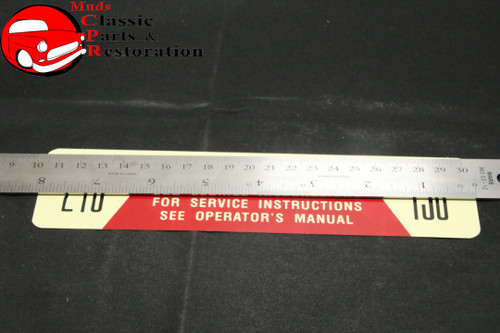 Muds
Classic
Parts &
Restoration
9 10 11 12 13 14 15 16 17 18 19 20 21 22 23 24 25 26 27 28 29 30
8 7 6 5 4 3 2 1
FOR SERVICE INSTRUCTIONS
SEE OPERATOR'S MANUAL